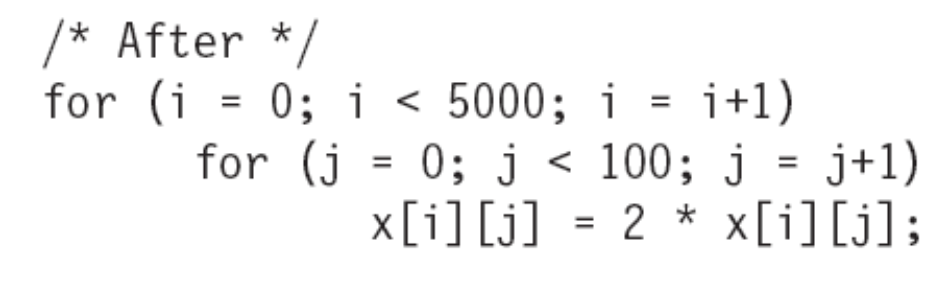 /* After */
for (i = 0; i < 5000; i = i+1)
for (j = 0; j < 100; j = j+1)
x[i][j] = 2 * x[i][j];